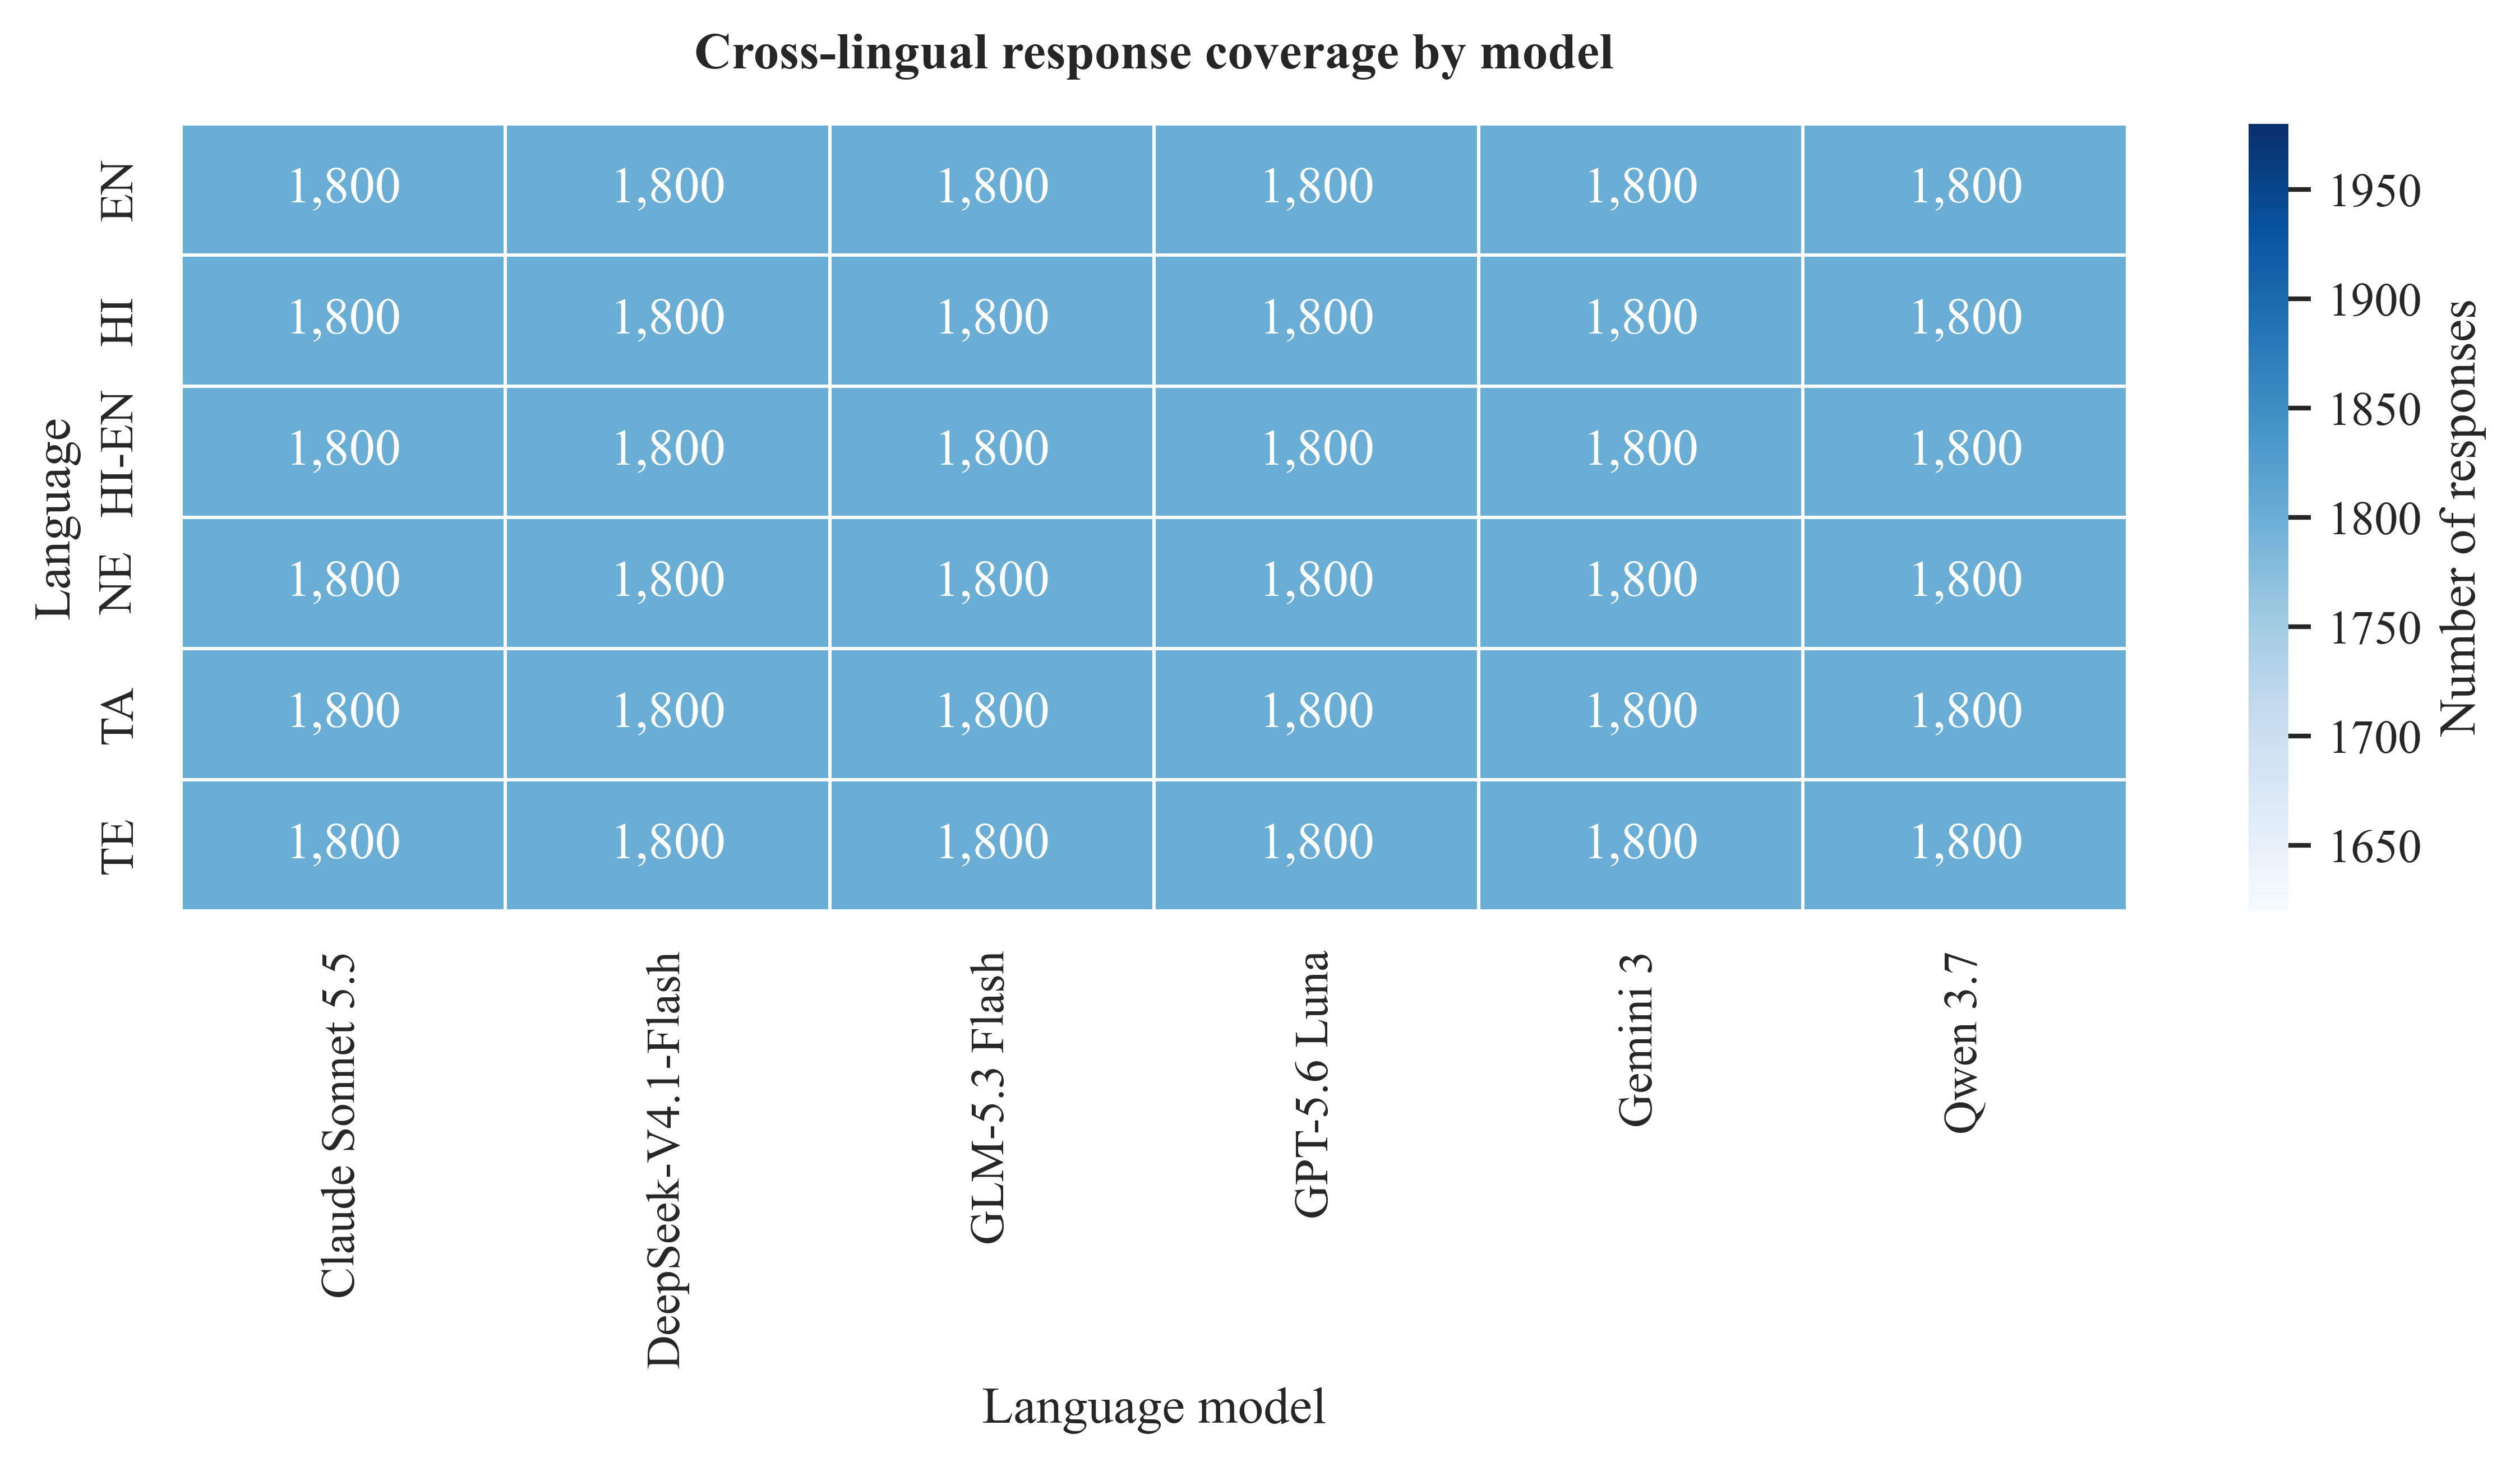 Cross-lingual response coverage by model
Language
EN 1,800 1,800 1,800 1,800 1,800 1,800
HI 1,800 1,800 1,800 1,800 1,800 1,800
HI-EN 1,800 1,800 1,800 1,800 1,800 1,800
NE 1,800 1,800 1,800 1,800 1,800 1,800
TA 1,800 1,800 1,800 1,800 1,800 1,800
TE 1,800 1,800 1,800 1,800 1,800 1,800
Claude Sonnet 5.5
DeepSeek-V4.1-Flash
GLM-5.3 Flash
GPT-5.6 Luna
Gemini 3
Qwen 3.7
Language model
1950
1900
1850
1800
1750
1700
1650
Number of responses